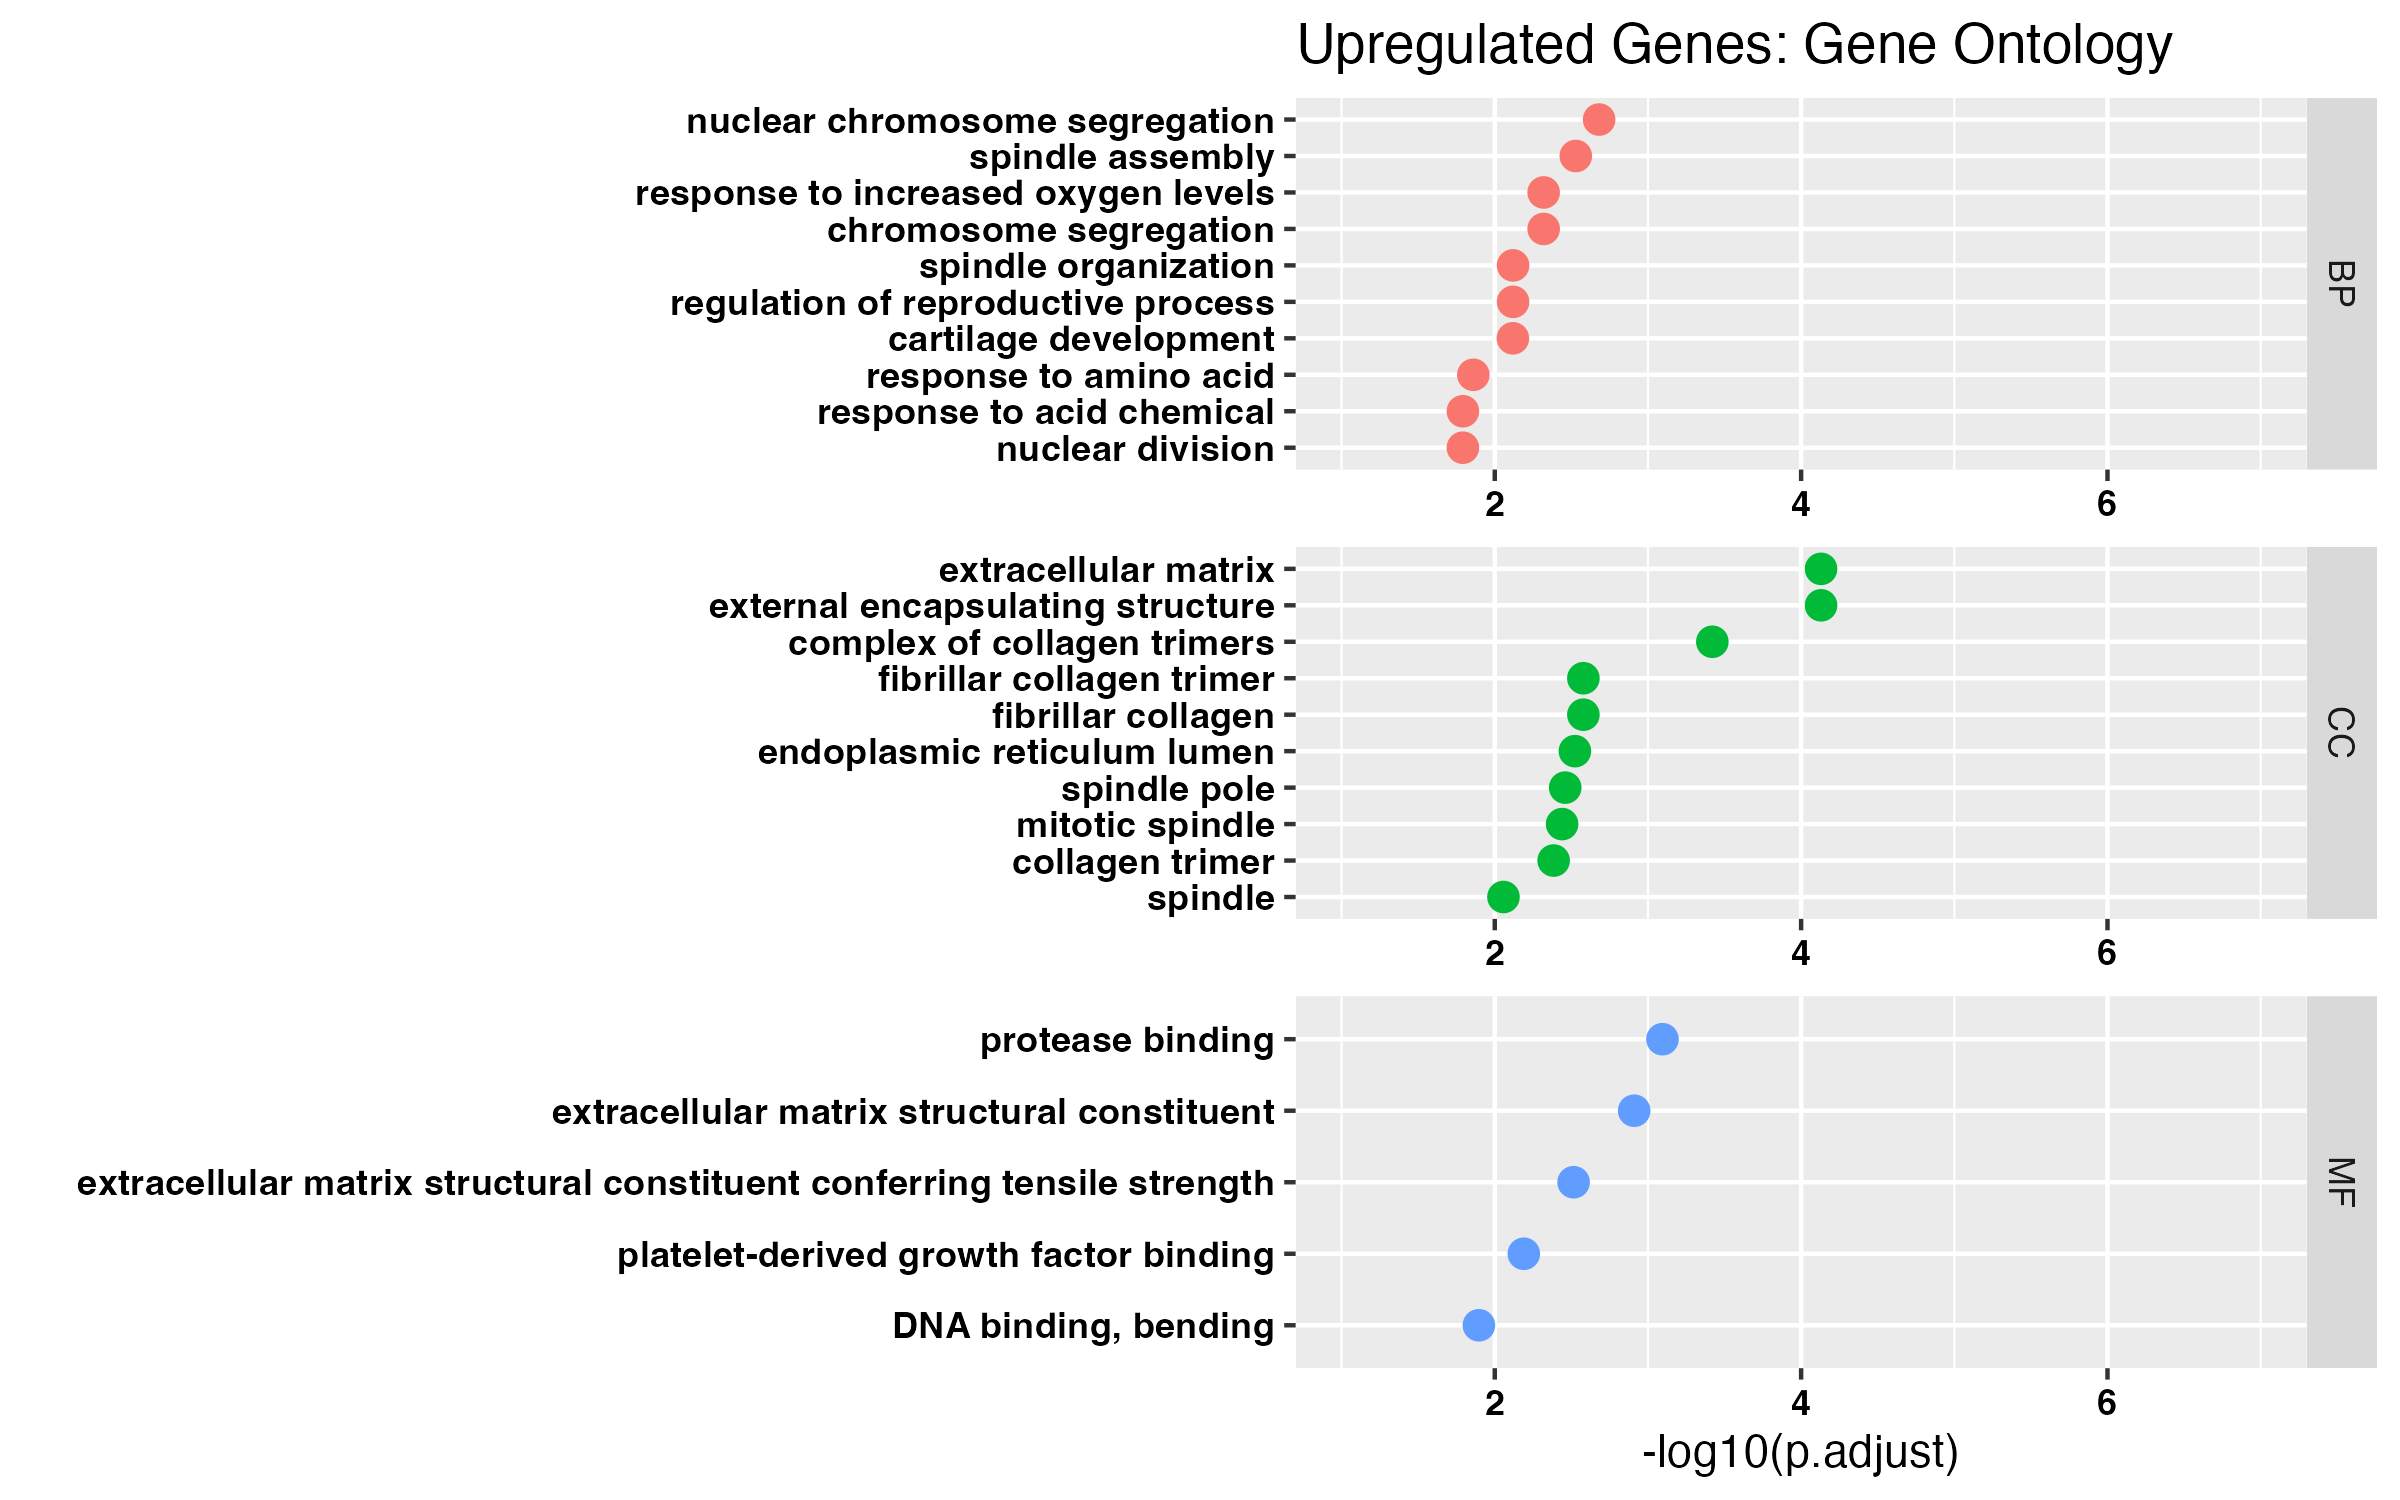 Upregulated Genes: Gene Ontology
nuclear chromosome segregation
spindle assembly
response to increased oxygen levels
chromosome segregation
spindle organization
regulation of reproductive process
cartilage development
response to amino acid
response to acid chemical
nuclear division
BP
2 4 6
extracellular matrix
external encapsulating structure
complex of collagen trimers
fibrillar collagen trimer
fibrillar collagen
endoplasmic reticulum lumen
spindle pole
mitotic spindle
collagen trimer
spindle
CC
2 4 6
protease binding
extracellular matrix structural constituent
extracellular matrix structural constituent conferring tensile strength
platelet-derived growth factor binding
DNA binding, bending
MF
2 4 6
-log10(p.adjust)